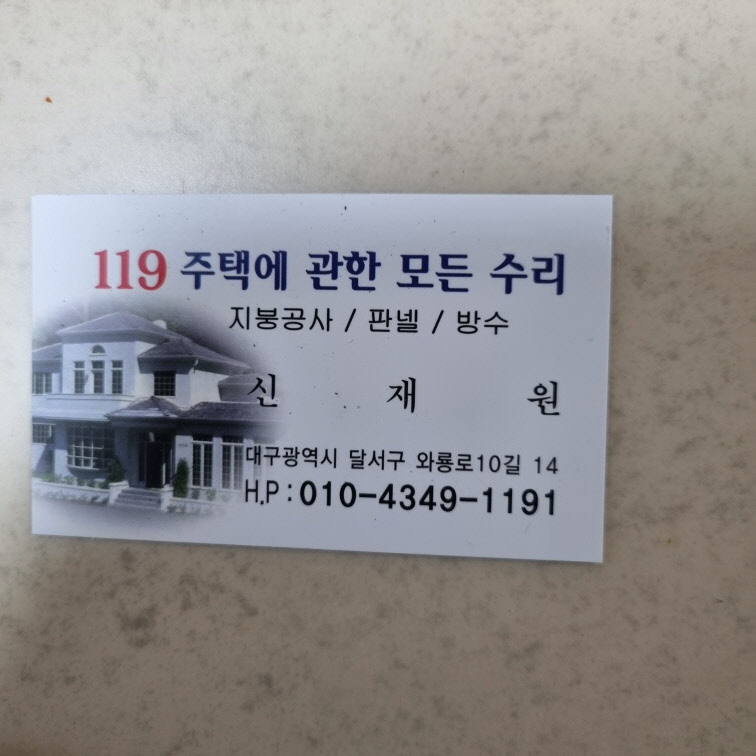 119 주택에 관한 모든 수리
지붕공사 / 판넬 / 방수
신 재 원
대구광역시 달서구 와룡로10길 14
H.P : 010-4349-1191